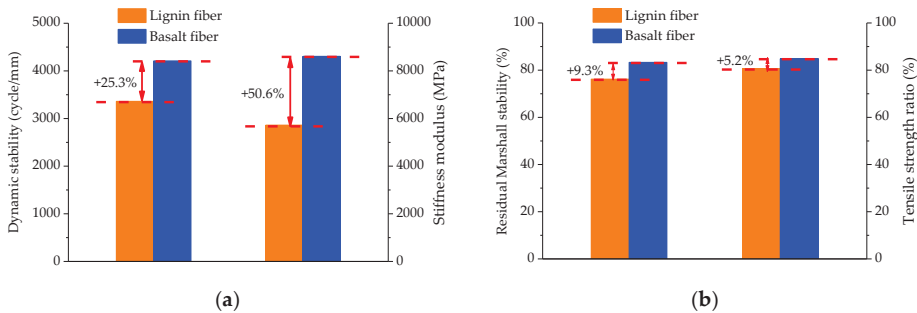 Lignin fiber
Basalt fiber
Dynamic stability (cycle/mm)
5000
4000
3000
2000
1000
0
+25.3%
+50.6%
10000
8000
6000
4000
2000
0
Stiffness modulus (MPa)
(a)
Lignin fiber
Basalt fiber
Residual Marshall stability (%)
100
80
60
40
20
0
+9.3%
+5.2%
100
80
60
40
20
0
Tensile strength ratio (%)
(b)